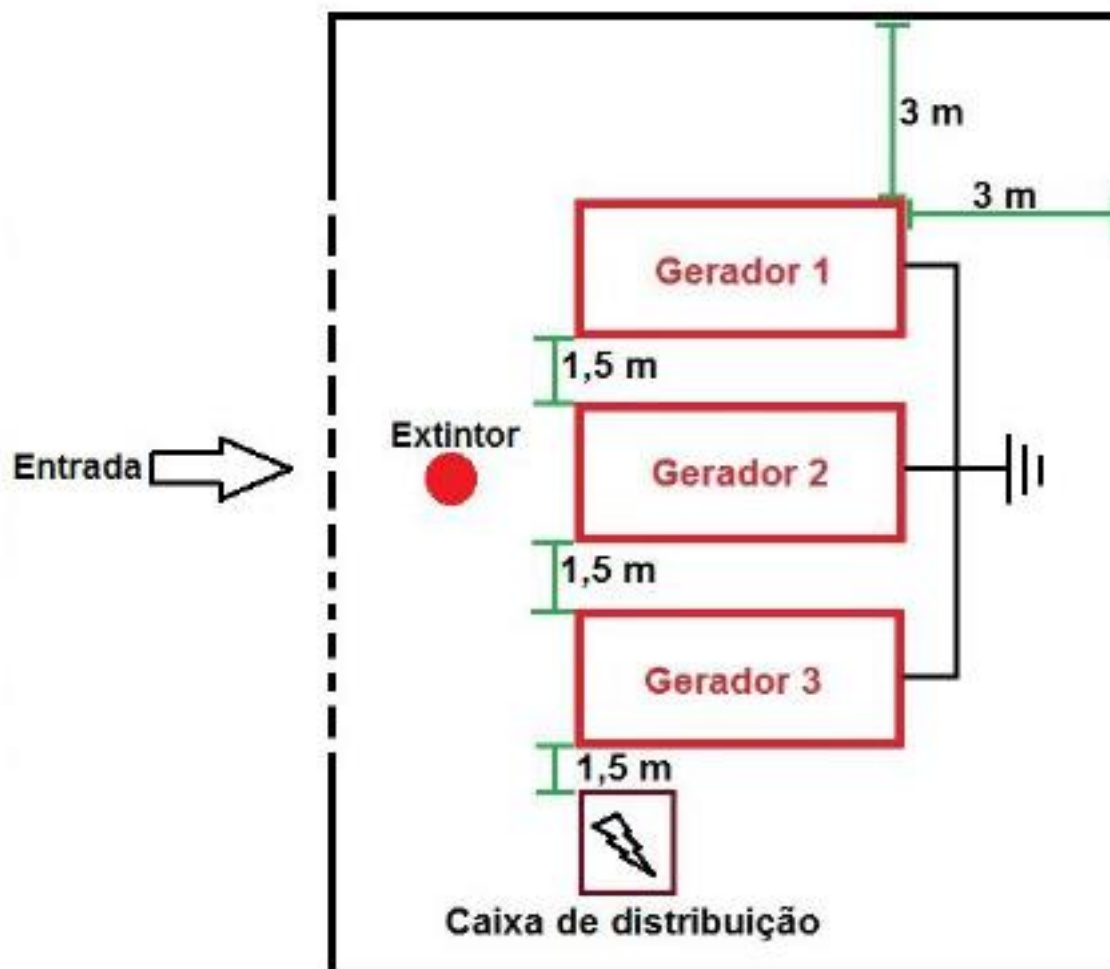 3 m
3 m
Gerador 1
1,5 m
Extintor
Entrada
Gerador 2
1,5 m
Gerador 3
1,5 m
Caixa de distribuição